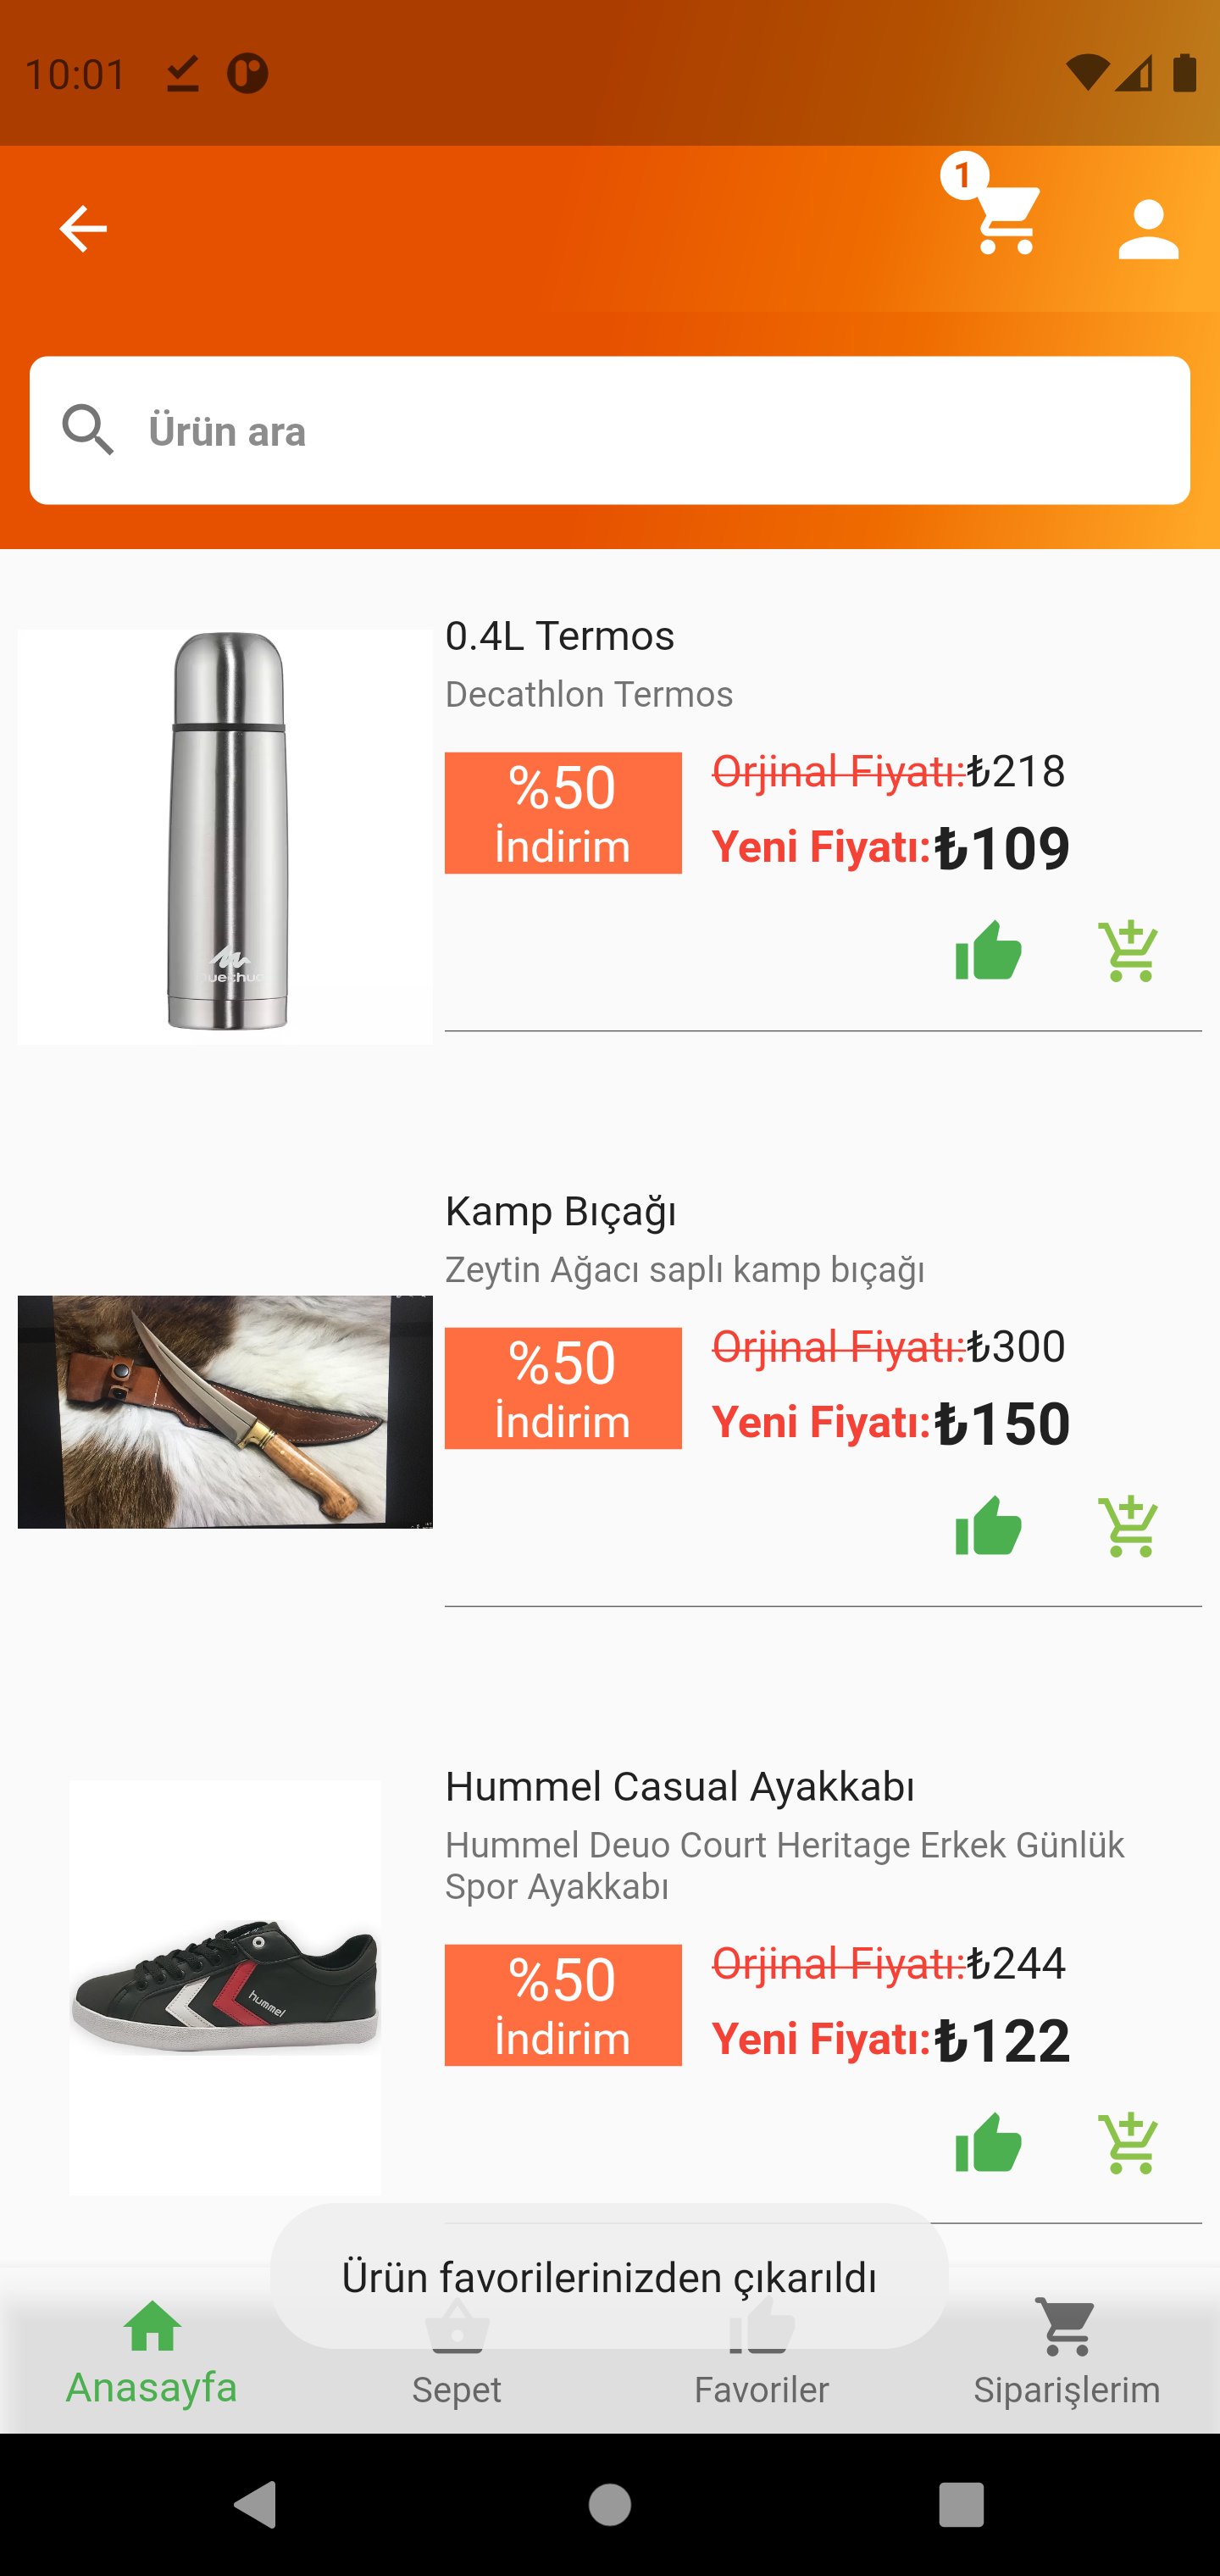 10:01
1
Ürün ara
0.4L Termos
Decathlon Termos
%50
İndirim
Orjinal Fiyatı:₺218
Yeni Fiyatı:₺109
Kamp Bıçağı
Zeytin Ağacı saplı kamp bıçağı
%50
İndirim
Orjinal Fiyatı:₺300
Yeni Fiyatı:₺150
Hummel Casual Ayakkabı
Hummel Deuo Court Heritage Erkek Günlük
Spor Ayakkabı
hummel
%50
İndirim
Orjinal Fiyatı:₺244
Yeni Fiyatı:₺122
Ürün favorilerinizden çıkarıldı
Anasayfa
Sepet
Favoriler
Siparişlerim